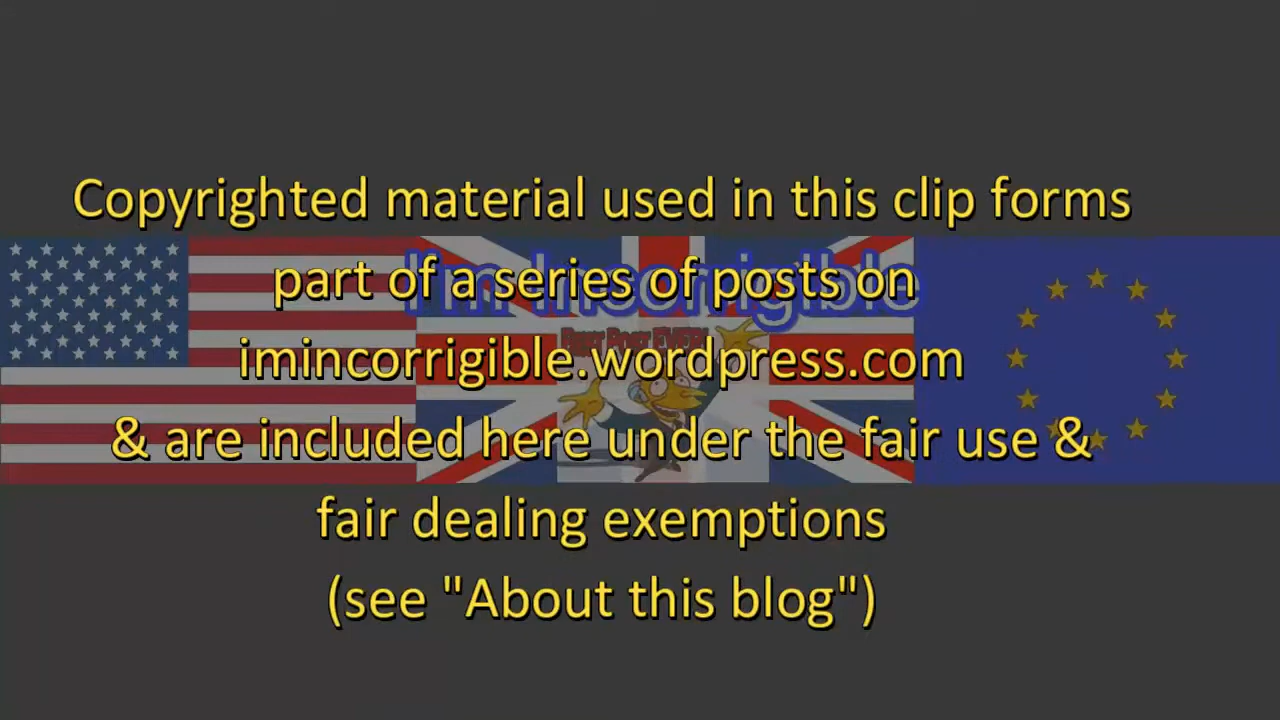 Copyrighted material used in this clip forms
part of a series of posts on
I'm Incorrigible
imincorrigible.wordpress.com
& are included here under the fair use &
fair dealing exemptions
(see "About this blog")